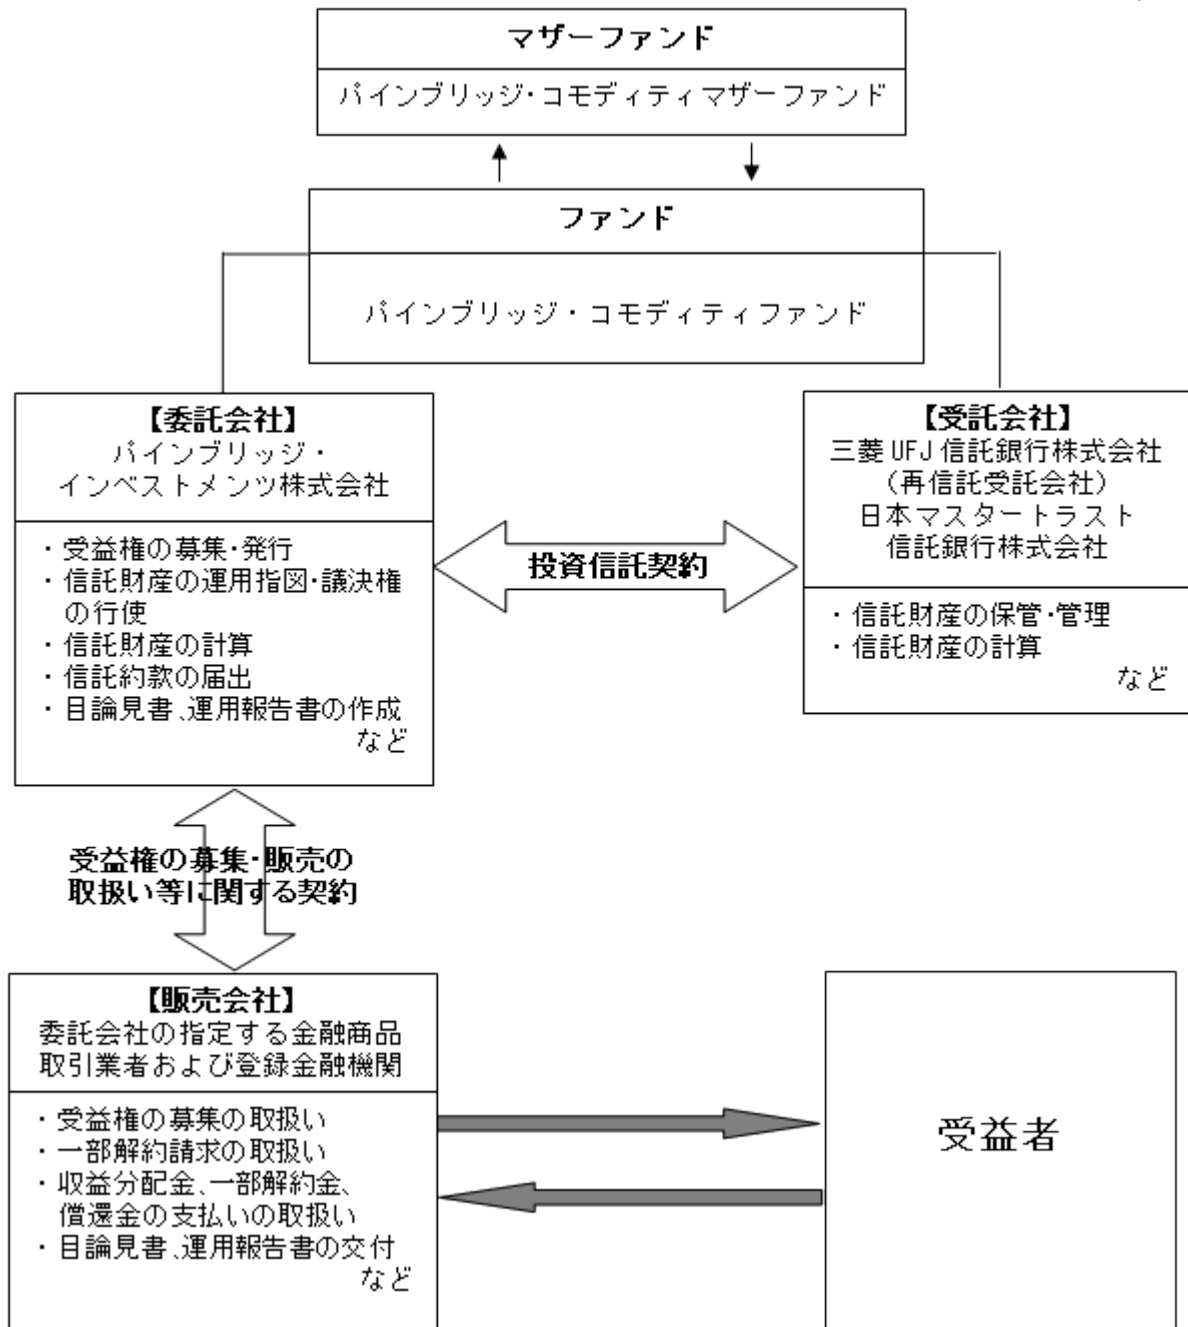 マザーファンド
パインブリッジ・コモディティマザーファンド
ファンド
パインブリッジ・コモディティファンド
【委託会社】
パインブリッジ・
インベストメンツ株式会社
・受益権の募集・発行
・信託財産の運用指図・議決権
の行使
・信託財産の計算
・信託約款の届出
・目論見書、運用報告書の作成
など
投資信託契約
【受託会社】
三菱UFJ信託銀行株式会社
(再信託受託会社)
日本マスタートラスト
信託銀行株式会社
・信託財産の保管・管理
・信託財産の計算
など
受益権の募集・販売の
取扱い等に関する契約
【販売会社】
委託会社の指定する金融商品
取引業者および登録金融機関
・受益権の募集の取扱い
・一部解約請求の取扱い
・収益分配金、一部解約金、
償還金の支払いの取扱い
・目論見書、運用報告書の交付
など
受益者